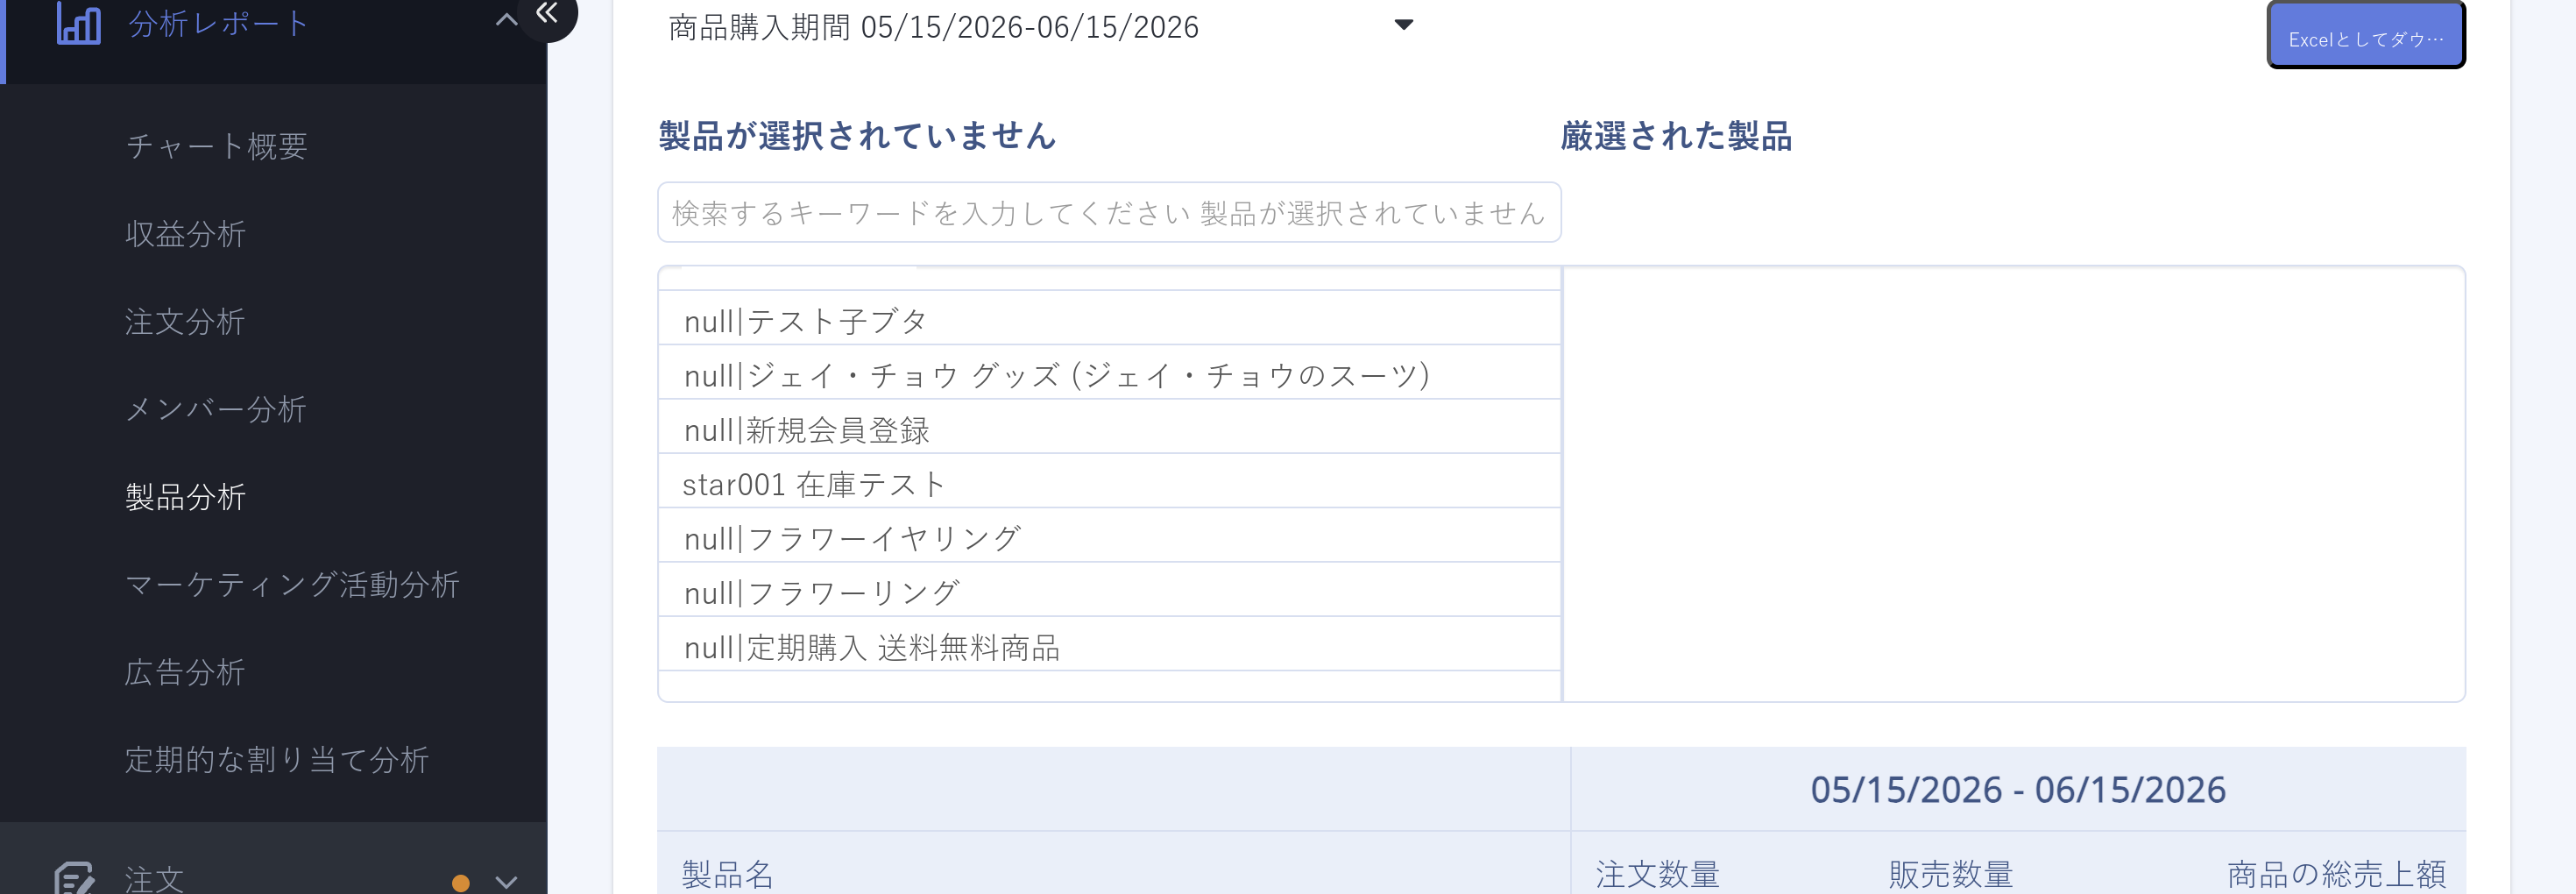 分析レポート
チャート概要
収益分析
注文分析
メンバー分析
製品分析
マーケティング活動分析
広告分析
定期的な割り当て分析
注文
商品購入期間 05/15/2026-06/15/2026
Excelとしてダウ…
製品が選択されていません
厳選された製品
検索するキーワードを入力してください 製品が選択されていません
null|テスト子ブタ
null|ジェイ・チョウ グッズ (ジェイ・チョウのスーツ)
null|新規会員登録
star001 在庫テスト
null|フラワーイヤリング
null|フラワーリング
null|定期購入 送料無料商品
05/15/2026 - 06/15/2026
製品名
注文数量
販売数量
商品の総売上額